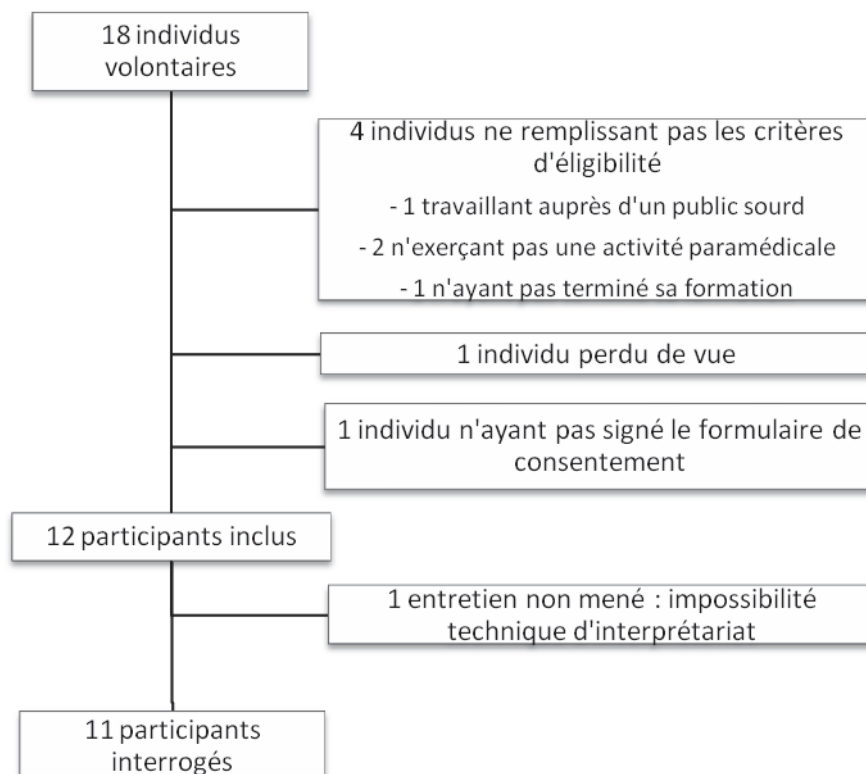 18 individus
volontaires
4 individus ne remplissant pas les critères
d'éligibilité
- 1 travaillant auprès d'un public sourd
- 2 n'exerçant pas une activité paramédicale
- 1 n'ayant pas terminé sa formation
1 individu perdu de vue
1 individu n'ayant pas signé le formulaire de
consentement
12 participants inclus
1 entretien non mené : impossibilité
technique d'interprétariat
11 participants
interrogés